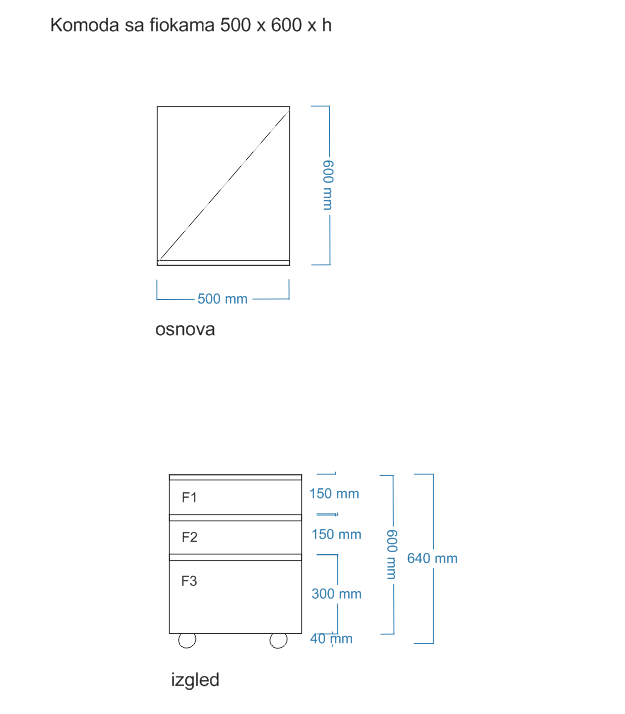 Komoda sa fiokama 500 x 600 x h
600 mm
500 mm
osnova
F1
150 mm
F2
150 mm
600 mm
640 mm
F3
300 mm
40 mm
izgled